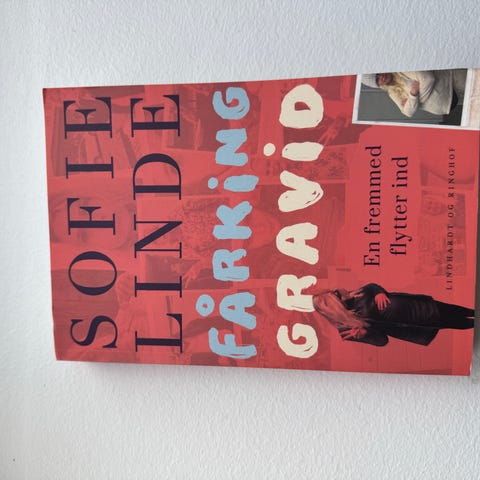 SOFIE
LINDE
FÅRKING
GRAVID
En fremmed
flytter ind
LINDHARDT OG RINGHOF